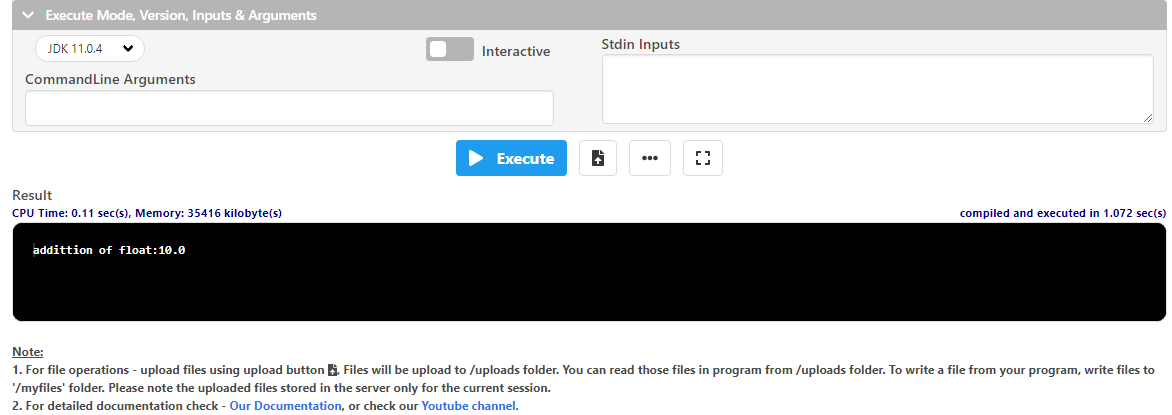 Execute Mode, Version, Inputs & Arguments
JDK 11.0.4
Interactive
Stdin Inputs
CommandLine Arguments
Execute
Result
CPU Time: 0.11 sec(s), Memory: 35416 kilobyte(s)
compiled and executed in 1.072 sec(s)
addittion of float:10.0
Note:
1. For file operations - upload files using upload button , Files will be upload to /uploads folder. You can read those files in program from /uploads folder. To write a file from your program, write files to
'/myfiles' folder. Please note the uploaded files stored in the server only for the current session.
2. For detailed documentation check - Our Documentation, or check our Youtube channel.